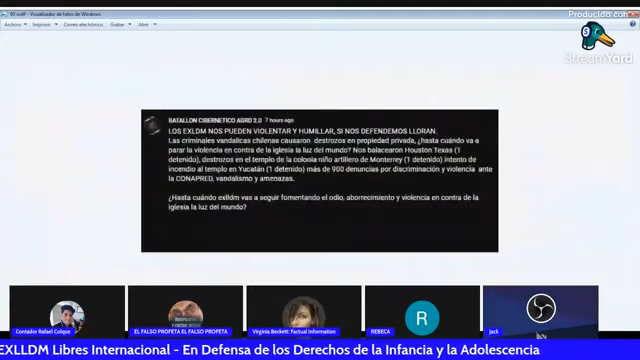 03 wolf - Visualizador de fotos de Windows
Producido con
Archivo Imprimir Correo electrónico Grabar Abrir
StreamYard
BATALLON CIBERNETICO AGRO 2.0 7 hours ago
LOS EXLDM NOS PUEDEN VIOLENTAR Y HUMILLAR, SI NOS DEFENDEMOS LLORAN.
Las criminales vandalicas chilenas causaron destrozos en propiedad privada, ¿hasta cuándo va a
parar la violencia en contra de la iglesia la luz del mundo? Nos balacearon Houston Texas (1
detenido), destrozos en el templo de la colonia niño artillero de Monterrey (1 detenido) intento de
incendio al templo en Yucatán (1 detenido) más de 900 denuncias por discriminación y violencia ante
la CONAPRED, vandalismo y amenazas.
¿Hasta cuándo exlldm vas a seguir fomentando el odio, aborrecimiento y violencia en contra de la
iglesia la luz del mundo?
Contador Rafael Colque
EL FALSO PROFETA EL FALSO PROFETA
Virginia Beckett: Factual Information
R
REBECA
Jack
EXLLDM Libres Internacional - En Defensa de los Derechos de la Infancia y la Adolescencia